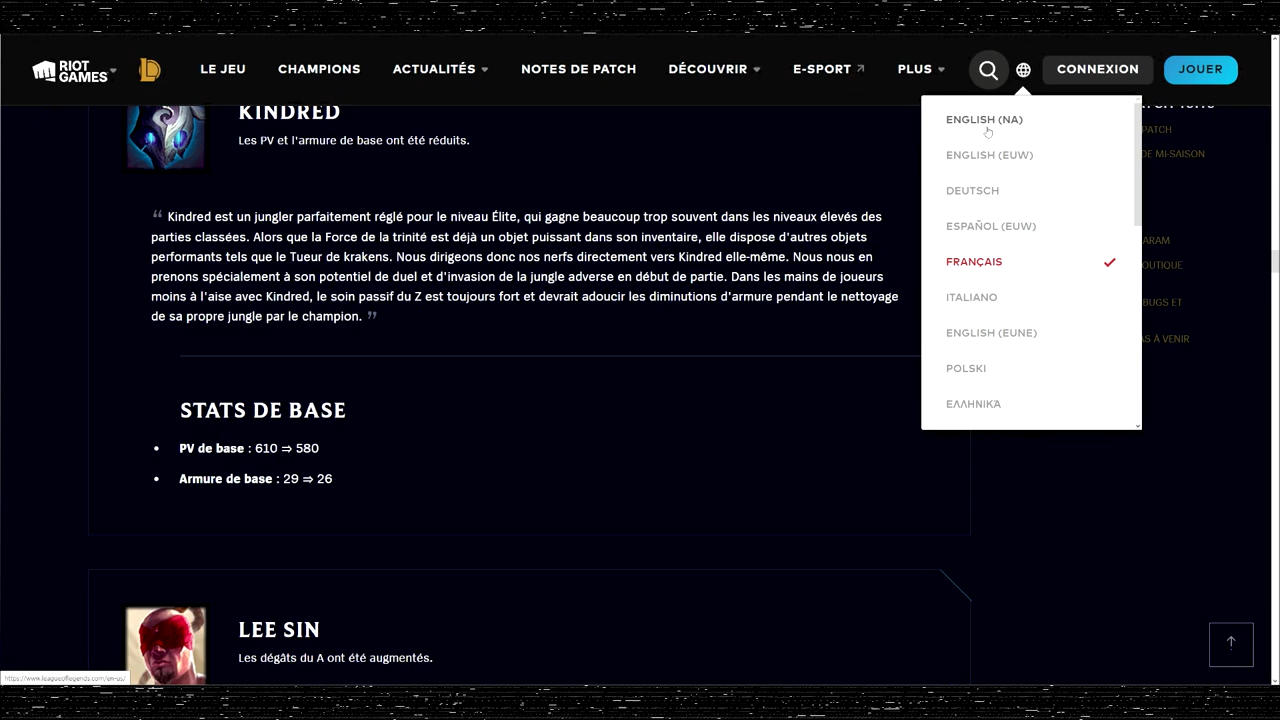 RIOT GAMES
LE JEU
CHAMPIONS
ACTUALITÉS
NOTES DE PATCH
DÉCOUVRIR
E-SPORT
PLUS
CONNEXION
JOUER
KINDRED
Les PV et l'armure de base ont été réduits.
“ Kindred est un jungler parfaitement réglé pour le niveau Élite, qui gagne beaucoup trop souvent dans les niveaux élevés des
parties classées. Alors que la Force de la trinité est déjà un objet puissant dans son inventaire, elle dispose d'autres objets
performants tels que le Tueur de krakens. Nous dirigeons donc nos nerfs directement vers Kindred elle-même. Nous nous en
prenons spécialement à son potentiel de duel et d'invasion de la jungle adverse en début de partie. Dans les mains de joueurs
moins à l'aise avec Kindred, le soin passif du Z est toujours fort et devrait adoucir les diminutions d'armure pendant le nettoyage
de sa propre jungle par le champion. ”
STATS DE BASE
• PV de base : 610 ⇒ 580
• Armure de base : 29 ⇒ 26
LEE SIN
Les dégâts du A ont été augmentés.
ENGLISH (NA)
ENGLISH (EUW)
DEUTSCH
ESPAÑOL (EUW)
FRANÇAIS
ITALIANO
ENGLISH (EUNE)
POLSKI
ΕΛΛΗΝΙΚΆ
PATCH
DE MI-SAISON
ARAM
OUTIQUE
BUGS ET
AS À VENIR
https://www.leagueoflegends.com/en-us/